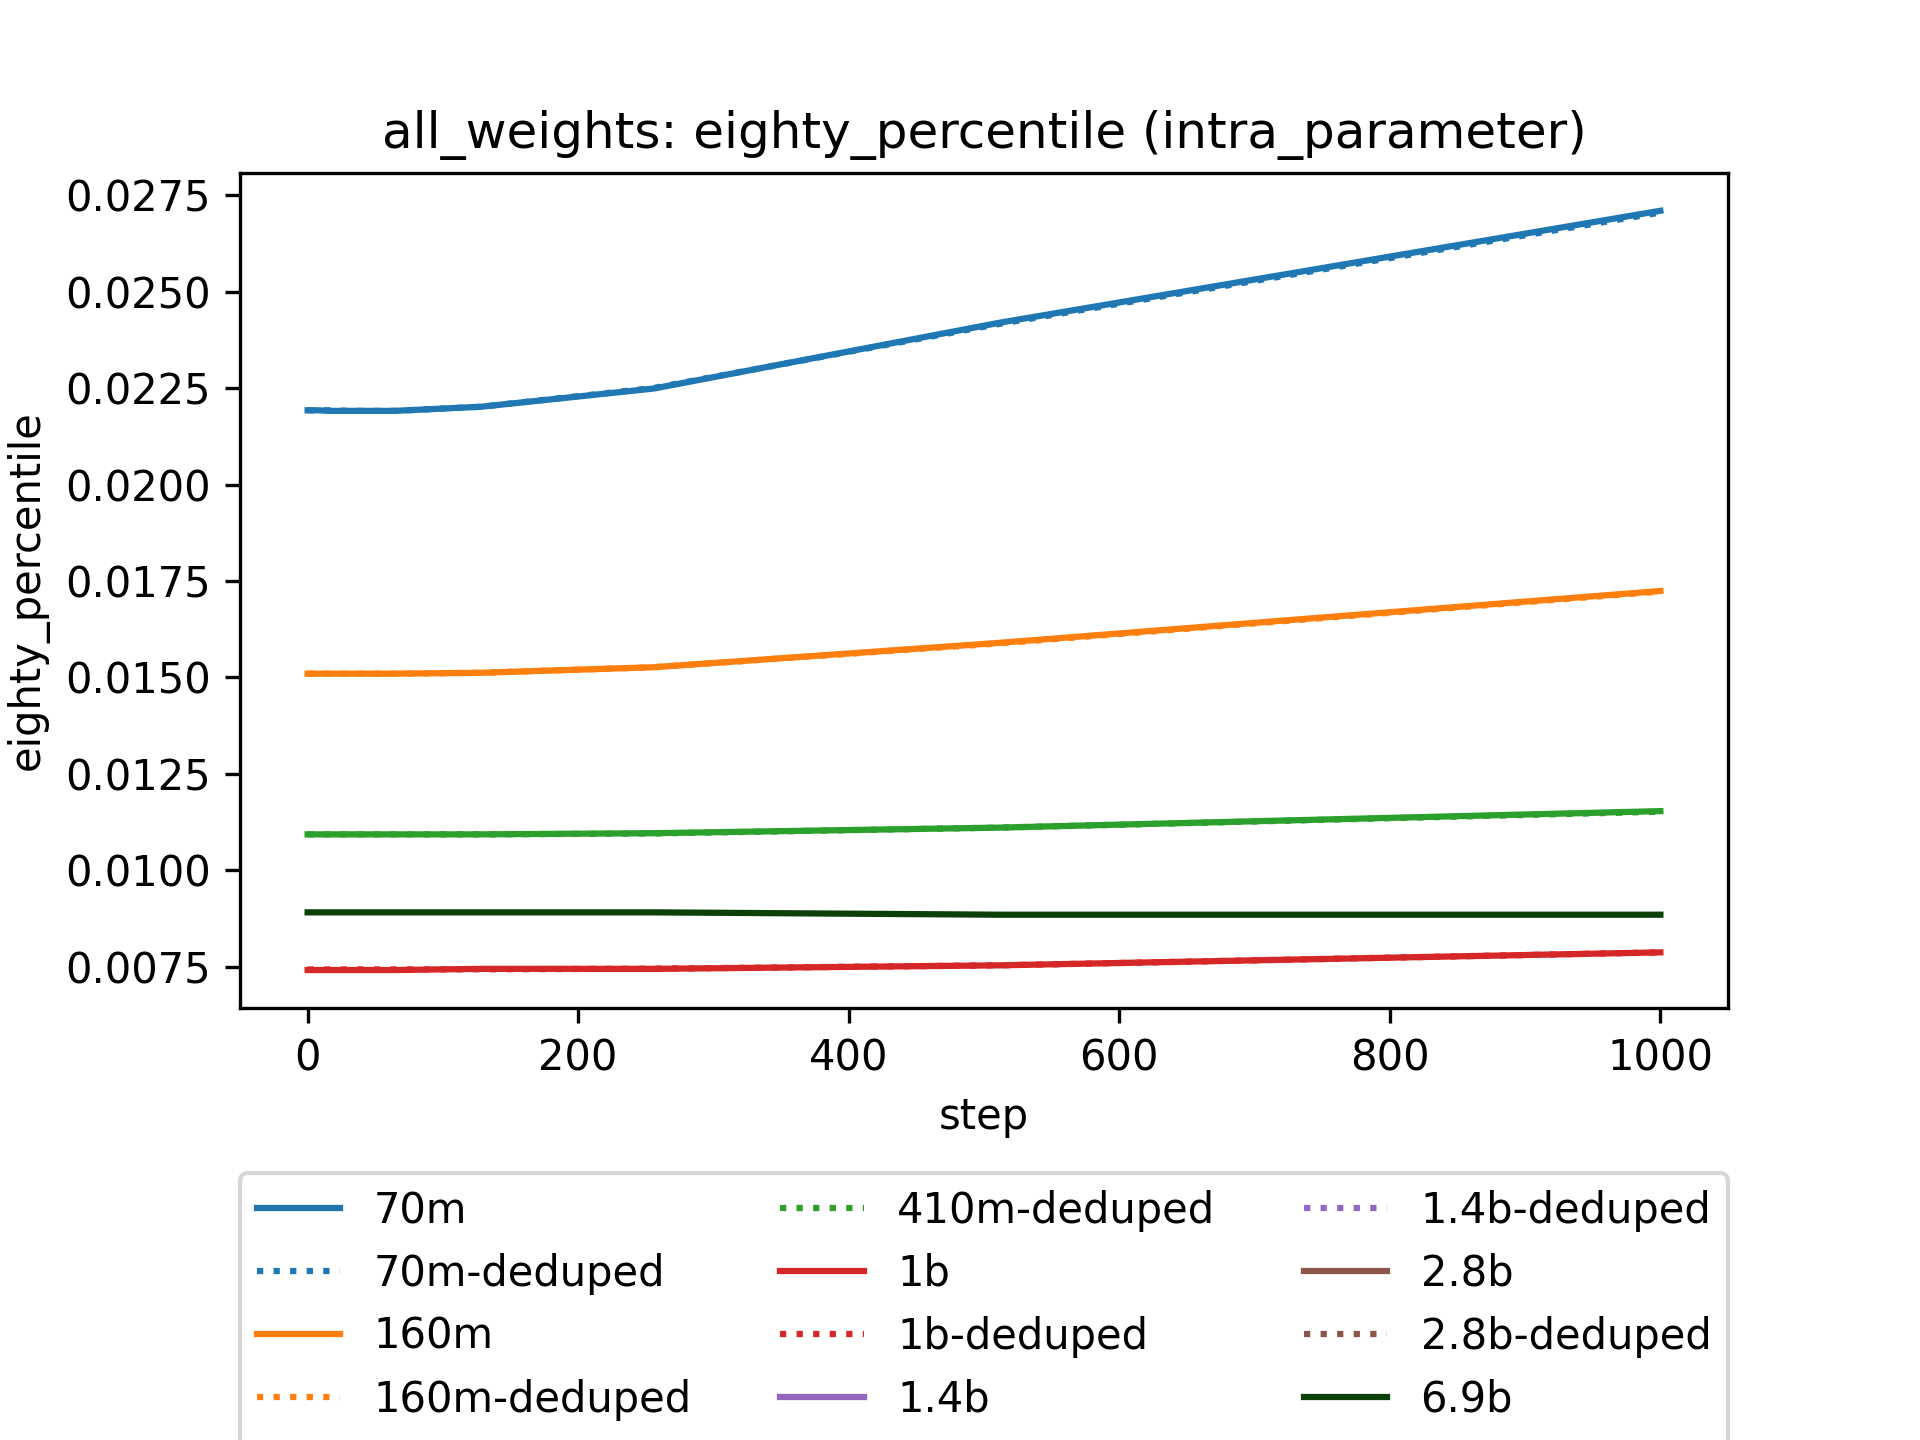 all_weights: eighty_percentile (intra_parameter)
0.0275
0.0250
0.0225
0.0200
0.0175
0.0150
0.0125
0.0100
0.0075
eighty_percentile
0 200 400 600 800 1000
step
70m 410m-deduped 1.4b-deduped
70m-deduped 1b 2.8b
160m 1b-deduped 2.8b-deduped
160m-deduped 1.4b 6.9b